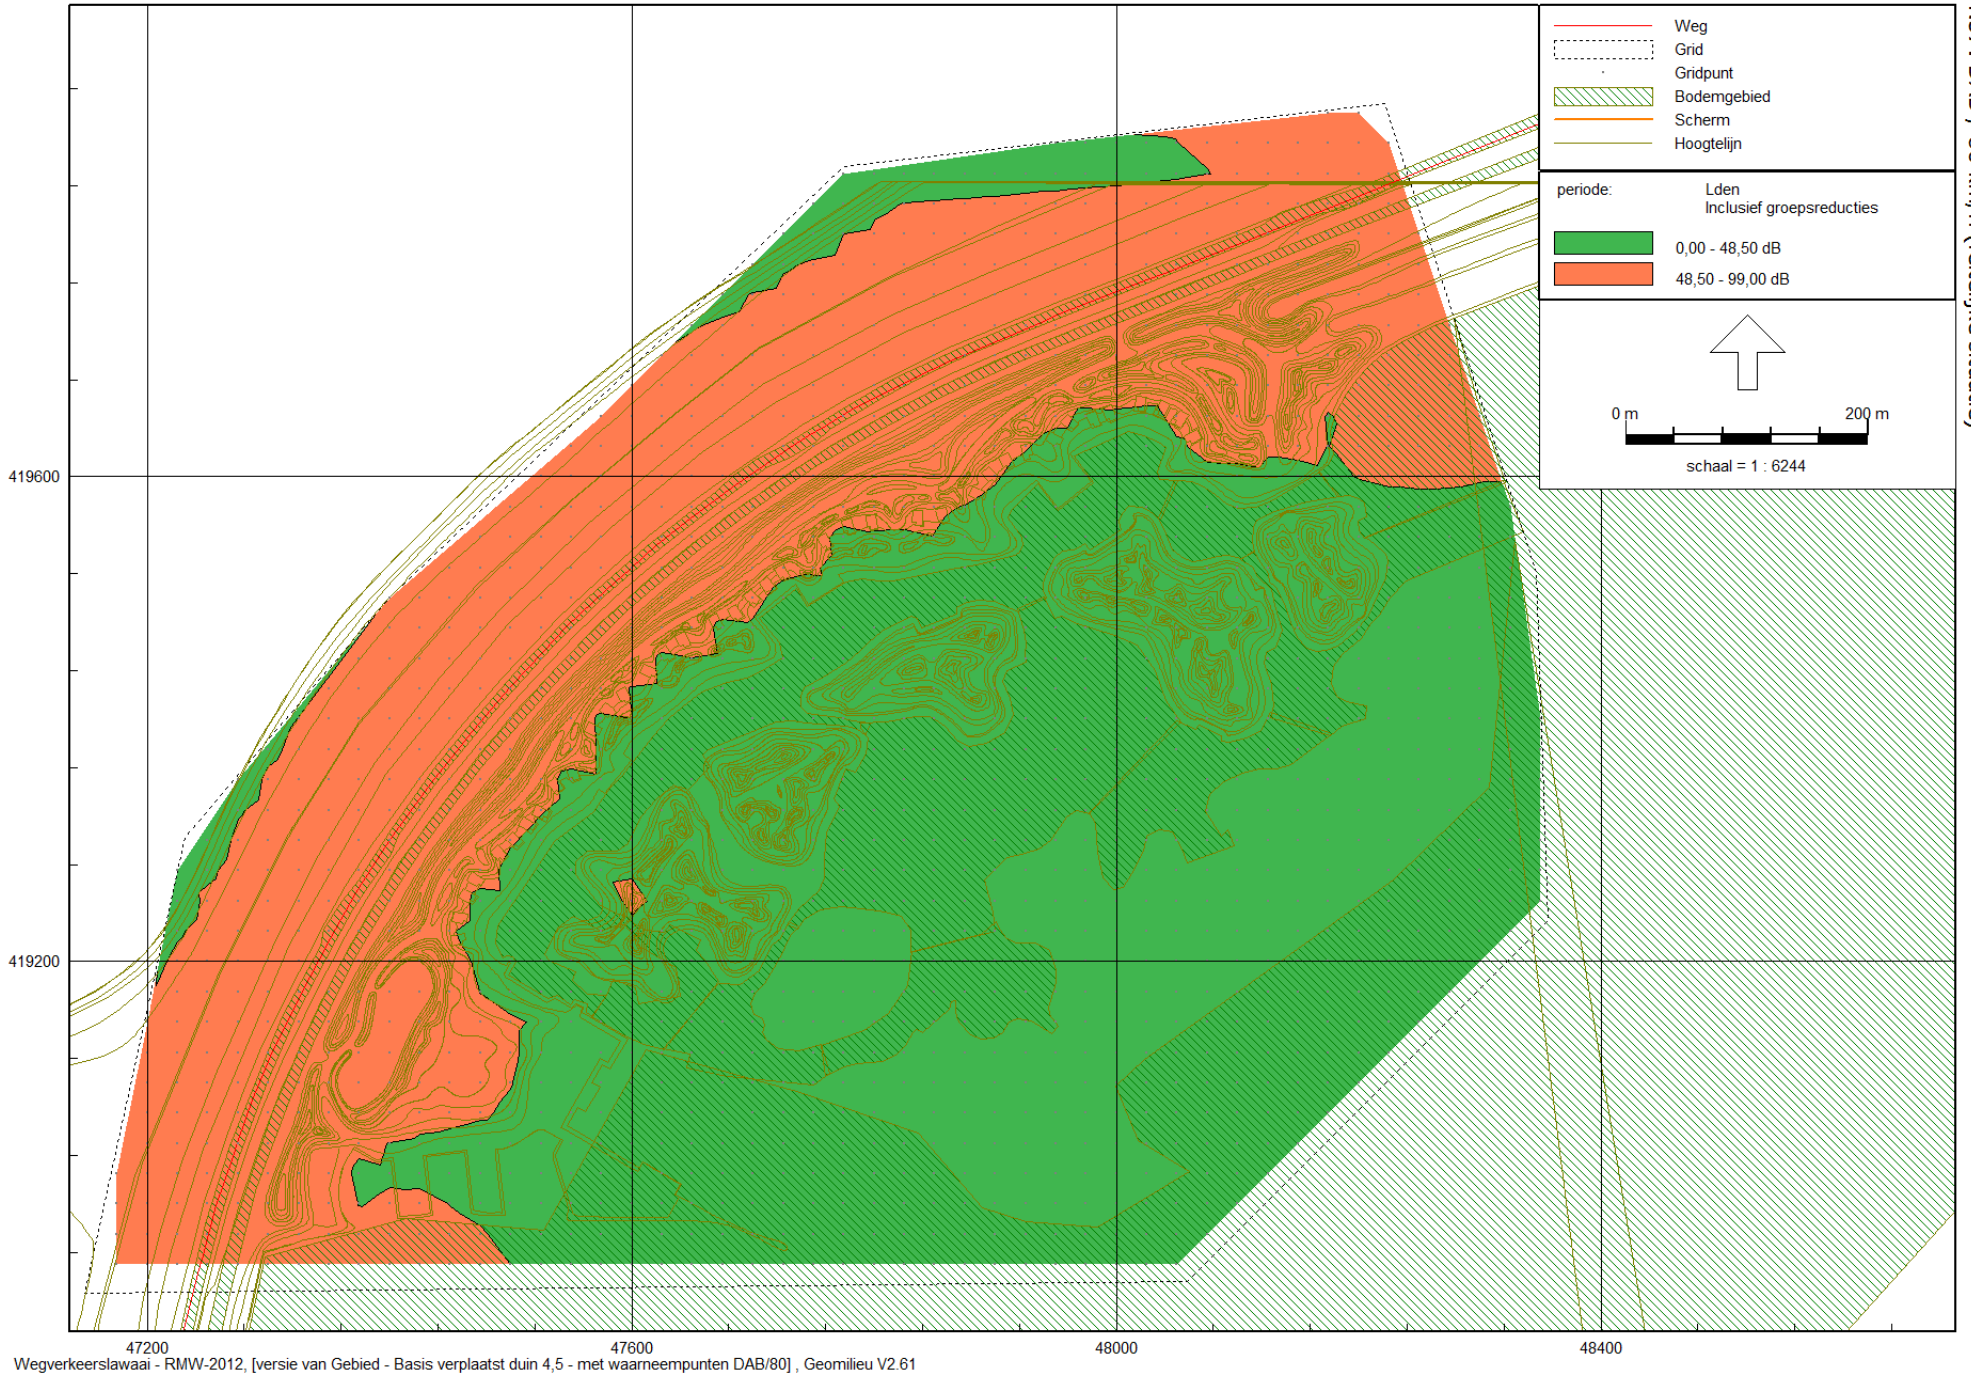 Weg
Grid
Gridpunt
Bodemgebied
Scherm
Hoogtelijn
periode: Lden
Inclusief groepsreducties
0,00 - 48,50 dB
48,50 - 99,00 dB
0 m 200 m
schaal = 1 : 6244
419600
419200
47200 47600 48000 48400
Wegverkeerslawaai - RMW-2012, [versie van Gebied - Basis verplaatst duin 4,5 - met waarneempunten DAB/80] , Geomilieu V2.61